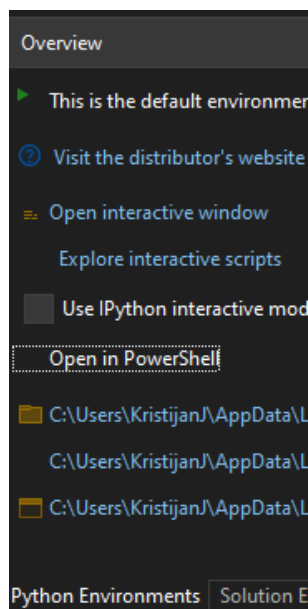 Overview
This is the default environmen
Visit the distributor's website
Open interactive window
Explore interactive scripts
Use IPython interactive mod
Open in PowerShell
C:\Users\KristijanJ\AppData\L
C:\Users\KristijanJ\AppData\L
C:\Users\KristijanJ\AppData\L
Python Environments Solution E